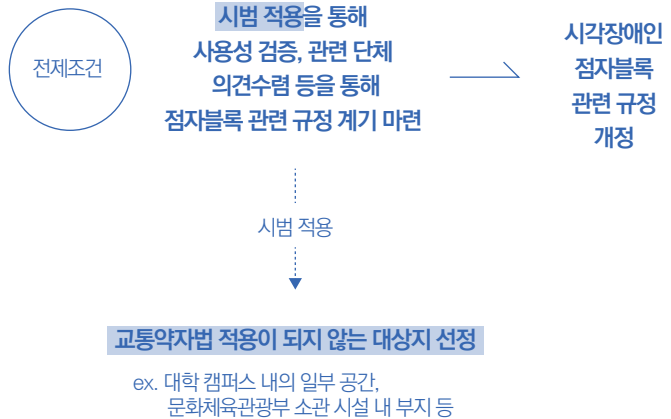 전제조건
시범 적용을 통해
사용성 검증, 관련 단체
의견수렴 등을 통해
점자블록 관련 규정 계기 마련
시각장애인
점자블록
관련 규정
개정
시범 적용
교통약자법 적용이 되지 않는 대상지 선정
ex. 대학 캠퍼스 내의 일부 공간,
문화체육관광부 소관 시설 내 부지 등